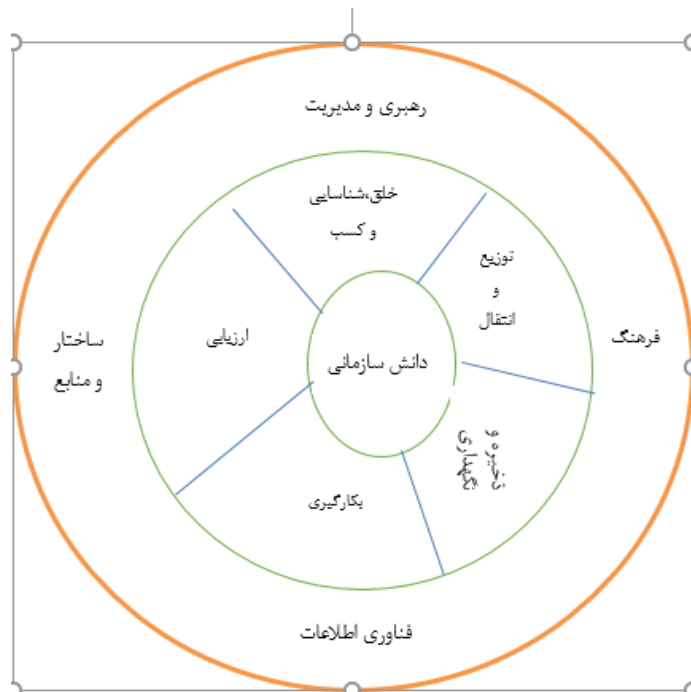 رهبری و مدیریت
خلق،شناسایی
و کسب
توزیع
و
انتقال
فرهنگ
ساختار
و منابع
ارزیابی
دانش سازمانی
ذخیره و
نگهداری
بکارگیری
فناوری اطلاعات